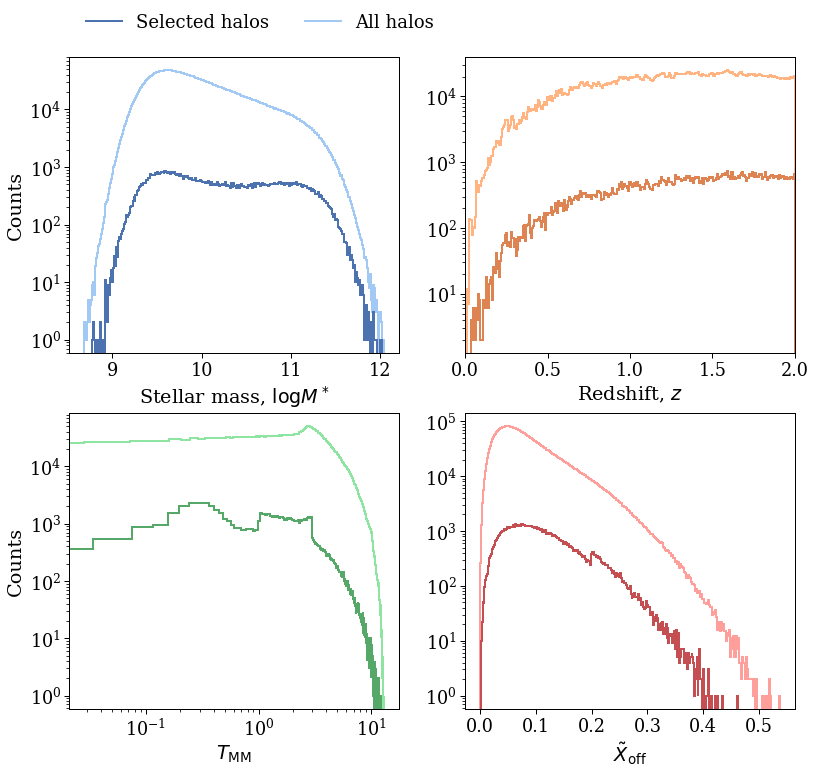 Selected halos All halos
Counts
10^4
10^3
10^2
10^1
10^0
9 10 11 12
Stellar mass, log M*
10^4
10^3
10^2
10^1
0.0 0.5 1.0 1.5 2.0
Redshift, z
Counts
10^4
10^3
10^2
10^1
10^0
10^−1 10^0 10^1
T_MM
10^5
10^4
10^3
10^2
10^1
10^0
0.0 0.1 0.2 0.3 0.4 0.5
X̃_off